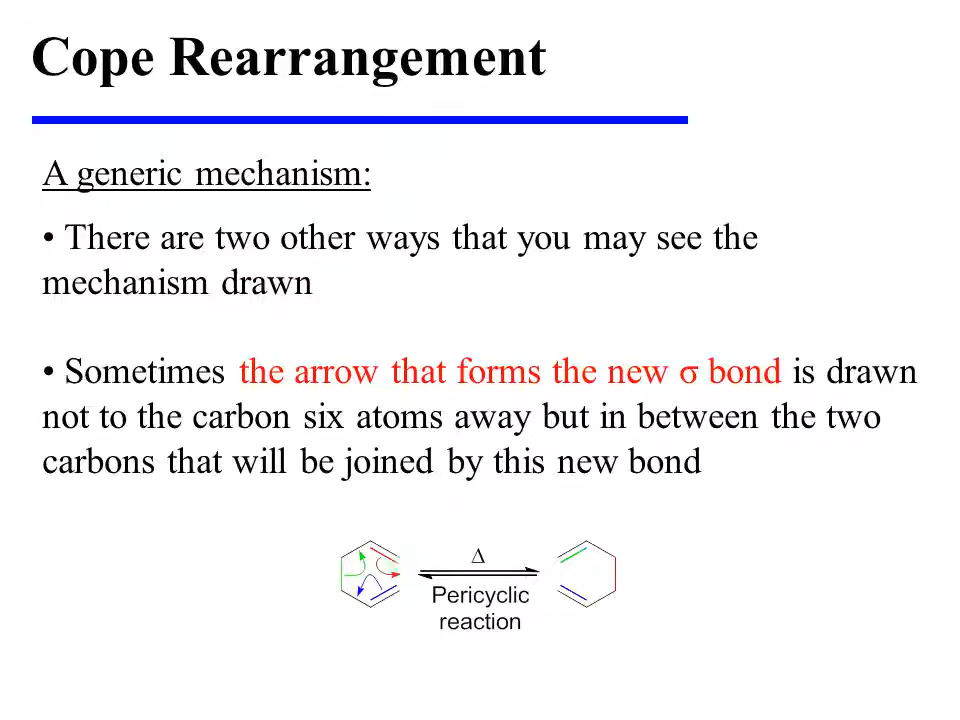 Cope Rearrangement
A generic mechanism:
• There are two other ways that you may see the
mechanism drawn
• Sometimes the arrow that forms the new σ bond is drawn
not to the carbon six atoms away but in between the two
carbons that will be joined by this new bond
Δ
Pericyclic
reaction